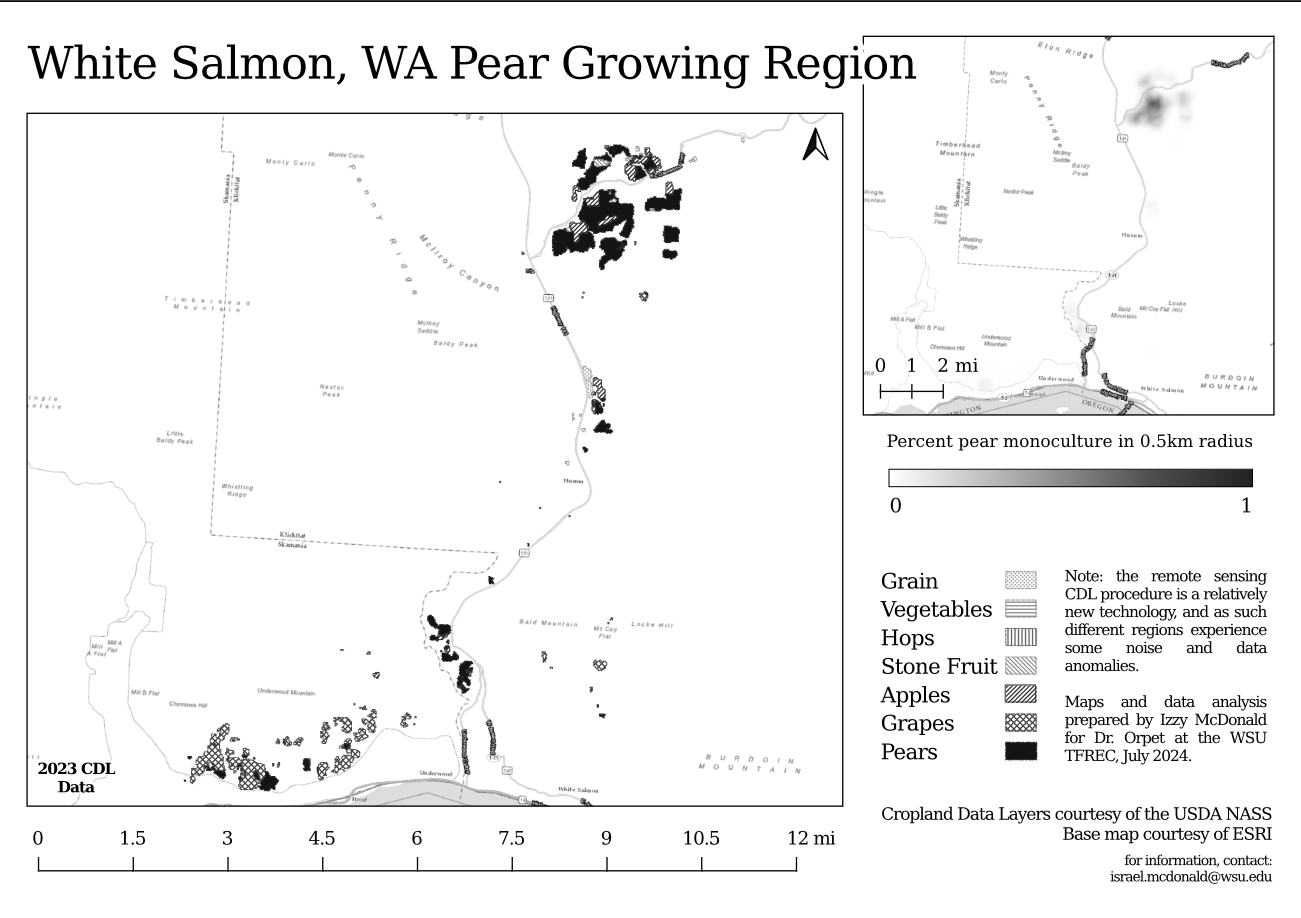 White Salmon, WA Pear Growing Region
Monty Carlo
Monte Carlo
Penny Ridge
McIlroy Canyon
Skamania
Klickitat
Timberhead
Mountain
McIlroy
Saddle
Baldy Peak
Nestor
Peak
Little
Baldy Peak
Whistling
Ridge
Husum
Klickitat
Skamania
141
Bald Mountain
Mc Coy
Flat
Locke Hill
Mill A
Flat
Mill B Flat
Chenowe Hill
Underwood Mountain
BURDOIN
MOUNTAIN
Underwood
White Salmon
Hood
14
2023 CDL
Data
0 1.5 3 4.5 6 7.5 9 10.5 12 mi
Elon Ridge
Monty
Carlo
Penny Ridge
141
Timberhead
Mountain
McIlroy
Saddle
Baldy
Peak
Skamania
Klickitat
Nestor Peak
Little
Baldy
Peak
Whistling
Ridge
Husum
141
Bald
Mountain
Mc Coy Flat
Locke
Hill
Mill A Flat
Mill B Flat
Chenowe Hill
Underwood
Mountain
0 1 2 mi
Underwood
White Salmon
BURDOIN
MOUNTAIN
OREGON
Percent pear monoculture in 0.5km radius
0 1
Grain
Vegetables
Hops
Stone Fruit
Apples
Grapes
Pears
Note: the remote sensing
CDL procedure is a relatively
new technology, and as such
different regions experience
some noise and data
anomalies.
Maps and data analysis
prepared by Izzy McDonald
for Dr. Orpet at the WSU
TFREC, July 2024.
Cropland Data Layers courtesy of the USDA NASS
Base map courtesy of ESRI
for information, contact:
israel.mcdonald@wsu.edu